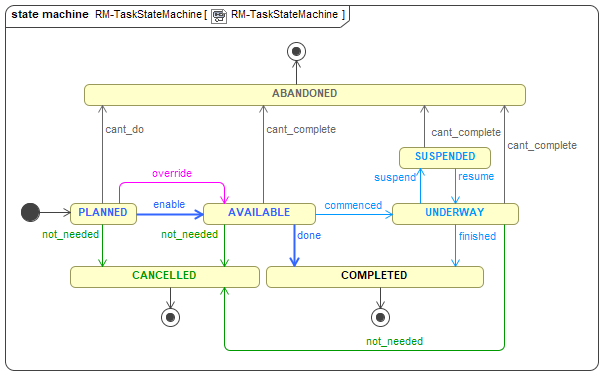 state machine RM-TaskStateMachine [ RM-TaskStateMachine ]
ABANDONED
cant_do
cant_complete
cant_complete
cant_complete
SUSPENDED
override
suspend
resume
enable
PLANNED
AVAILABLE
commenced
UNDERWAY
not_needed
not_needed
done
finished
CANCELLED
COMPLETED
not_needed